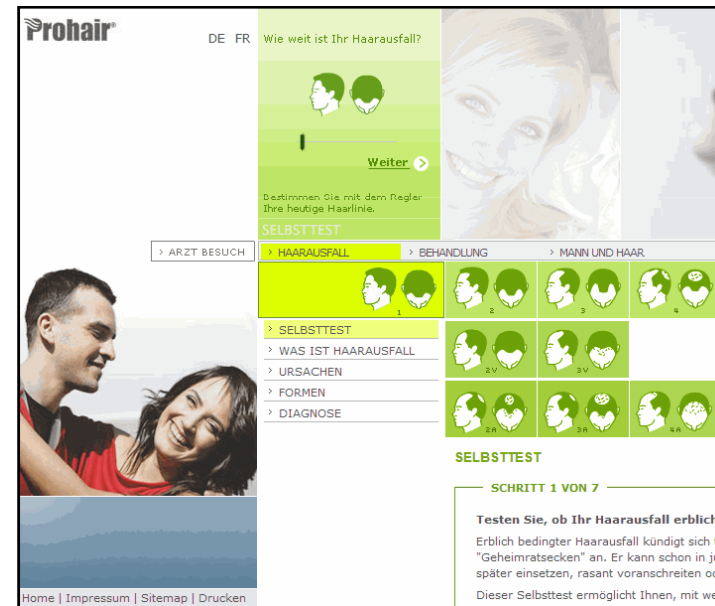 Prohair®
DE FR
Wie weit ist Ihr Haarausfall?
Weiter
Bestimmen Sie mit dem Regler
Ihre heutige Haarlinie.
SELBSTTEST
> ARZT BESUCH
> HAARAUSFALL
> BEHANDLUNG
> MANN UND HAAR
1
2
3
4
> SELBSTTEST
> WAS IST HAARAUSFALL
> URSACHEN
> FORMEN
> DIAGNOSE
2V
3V
2A
3A
4A
SELBSTTEST
SCHRITT 1 VON 7
Testen Sie, ob Ihr Haarausfall erblich
Erblich bedingter Haarausfall kündigt sich
"Geheimratsecken" an. Er kann schon in
später einsetzen, rasant voranschreiten
Dieser Selbsttest ermöglicht Ihnen, mit
Home | Impressum | Sitemap | Drucken